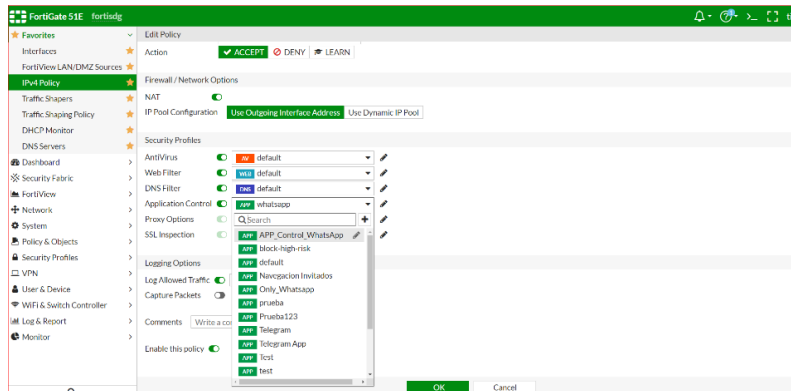 FortiGate 51E fortisdg
Favorites
Interfaces
FortiView LAN/DMZ Sources
IPv4 Policy
Traffic Shapers
Traffic Shaping Policy
DHCP Monitor
DNS Servers
Dashboard
Security Fabric
FortiView
Network
System
Policy & Objects
Security Profiles
VPN
User & Device
WiFi & Switch Controller
Log & Report
Monitor
Edit Policy
Action ACCEPT DENY LEARN
Firewall / Network Options
NAT
IP Pool Configuration Use Outgoing Interface Address Use Dynamic IP Pool
Security Profiles
AntiVirus AV default
Web Filter WEB default
DNS Filter DNS default
Application Control APP whatsapp
Proxy Options Search
SSL Inspection
APP APP_Control_WhatsApp
APP block-high-risk
APP default
APP Navegacion Invitados
APP Only_Whatsapp
APP prueba
APP Prueba123
APP Telegram
APP Telegram App
APP Test
APP test
Logging Options
Log Allowed Traffic
Capture Packets
Comments Write a co
Enable this policy
OK Cancel